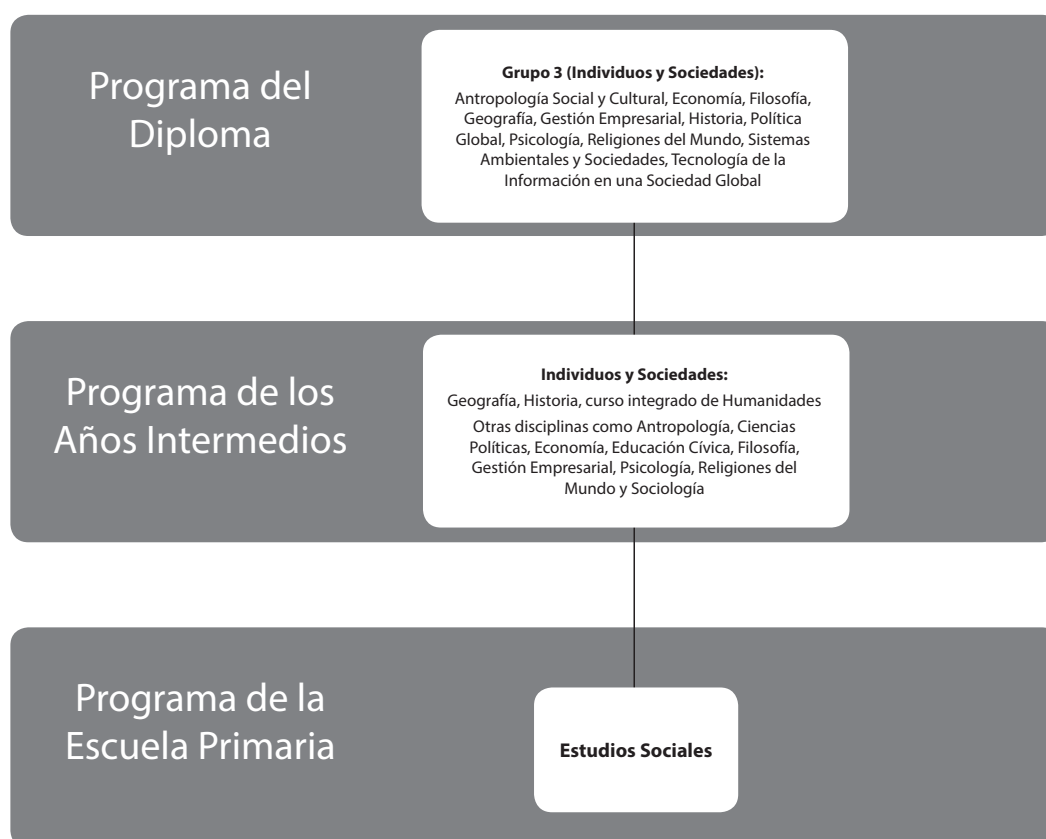 Programa del
Diploma
Grupo 3 (Individuos y Sociedades):
Antropología Social y Cultural, Economía, Filosofía,
Geografía, Gestión Empresarial, Historia, Política
Global, Psicología, Religiones del Mundo, Sistemas
Ambientales y Sociedades, Tecnología de la
Información en una Sociedad Global
Programa de los
Años Intermedios
Individuos y Sociedades:
Geografía, Historia, curso integrado de Humanidades
Otras disciplinas como Antropología, Ciencias
Políticas, Economía, Educación Cívica, Filosofía,
Gestión Empresarial, Psicología, Religiones del
Mundo y Sociología
Programa de la
Escuela Primaria
Estudios Sociales